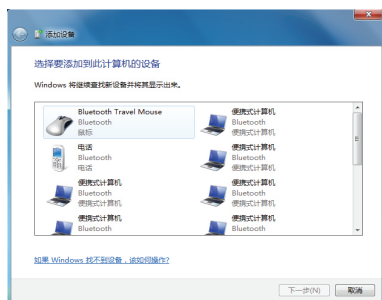 添加设备
选择要添加到此计算机的设备
Windows 将继续查找新设备并将其显示出来。
Bluetooth Travel Mouse
Bluetooth
鼠标
便携式计算机
Bluetooth
便携式计算机
电话
Bluetooth
电话
便携式计算机
Bluetooth
便携式计算机
便携式计算机
Bluetooth
便携式计算机
便携式计算机
Bluetooth
便携式计算机
便携式计算机
Bluetooth
便携式计算机
Bluetooth
如果 Windows 找不到设备，该如何操作?
下一步(N)
取消